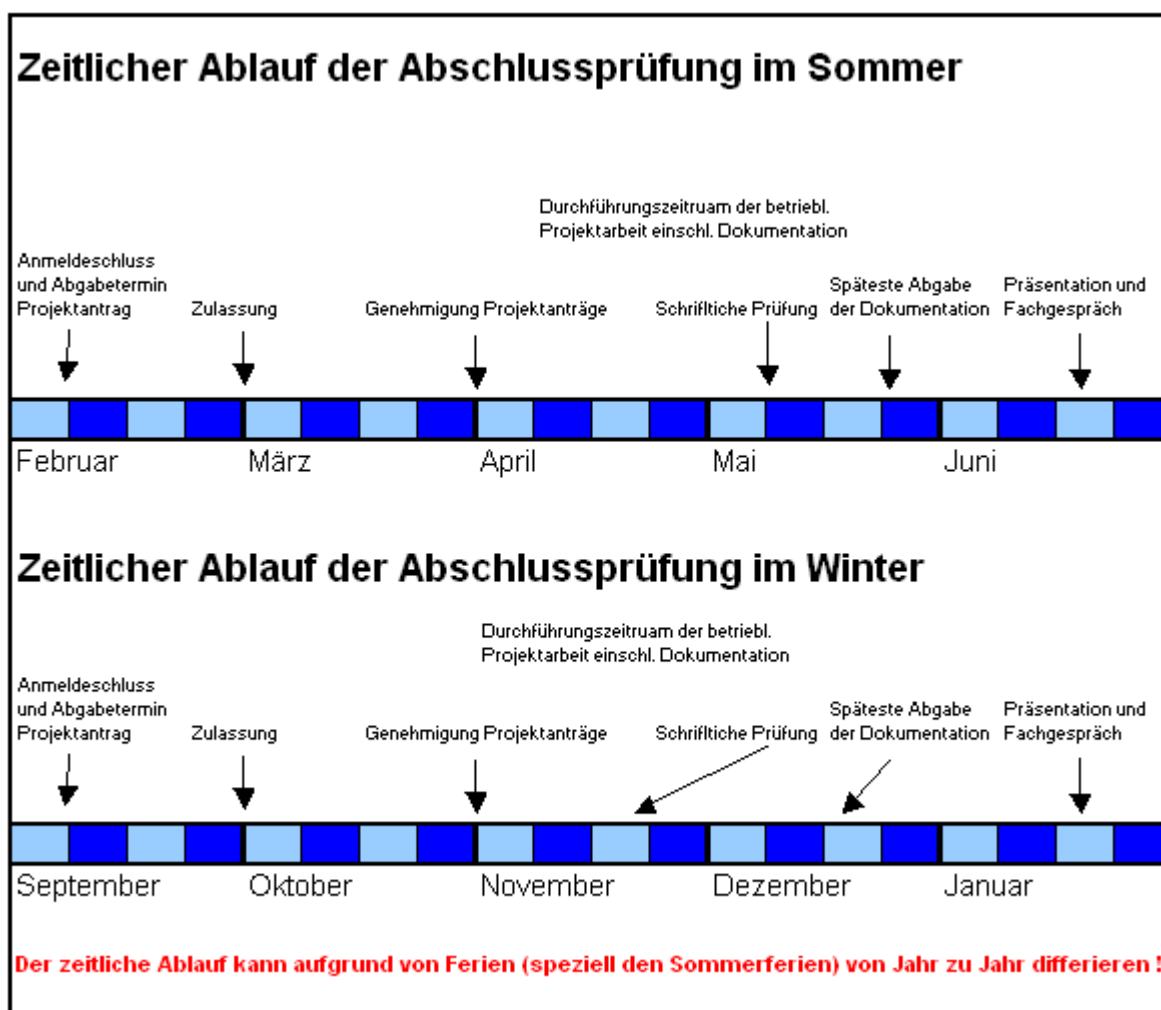 Zeitlicher Ablauf der Abschlussprüfung im Sommer
Durchführungszeitruam der betriebl.
Projektarbeit einschl. Dokumentation
Anmeldeschluss
und Abgabetermin
Projektantrag
Zulassung
Genehmigung Projektanträge
Schrifltiche Prüfung
Späteste Abgabe
der Dokumentation
Präsentation und
Fachgespräch
Februar
März
April
Mai
Juni
Zeitlicher Ablauf der Abschlussprüfung im Winter
Durchführungszeitruam der betriebl.
Projektarbeit einschl. Dokumentation
Anmeldeschluss
und Abgabetermin
Projektantrag
Zulassung
Genehmigung Projektanträge
Schrifltiche Prüfung
Späteste Abgabe
der Dokumentation
Präsentation und
Fachgespräch
September
Oktober
November
Dezember
Januar
Der zeitliche Ablauf kann aufgrund von Ferien (speziell den Sommerferien) von Jahr zu Jahr differieren !